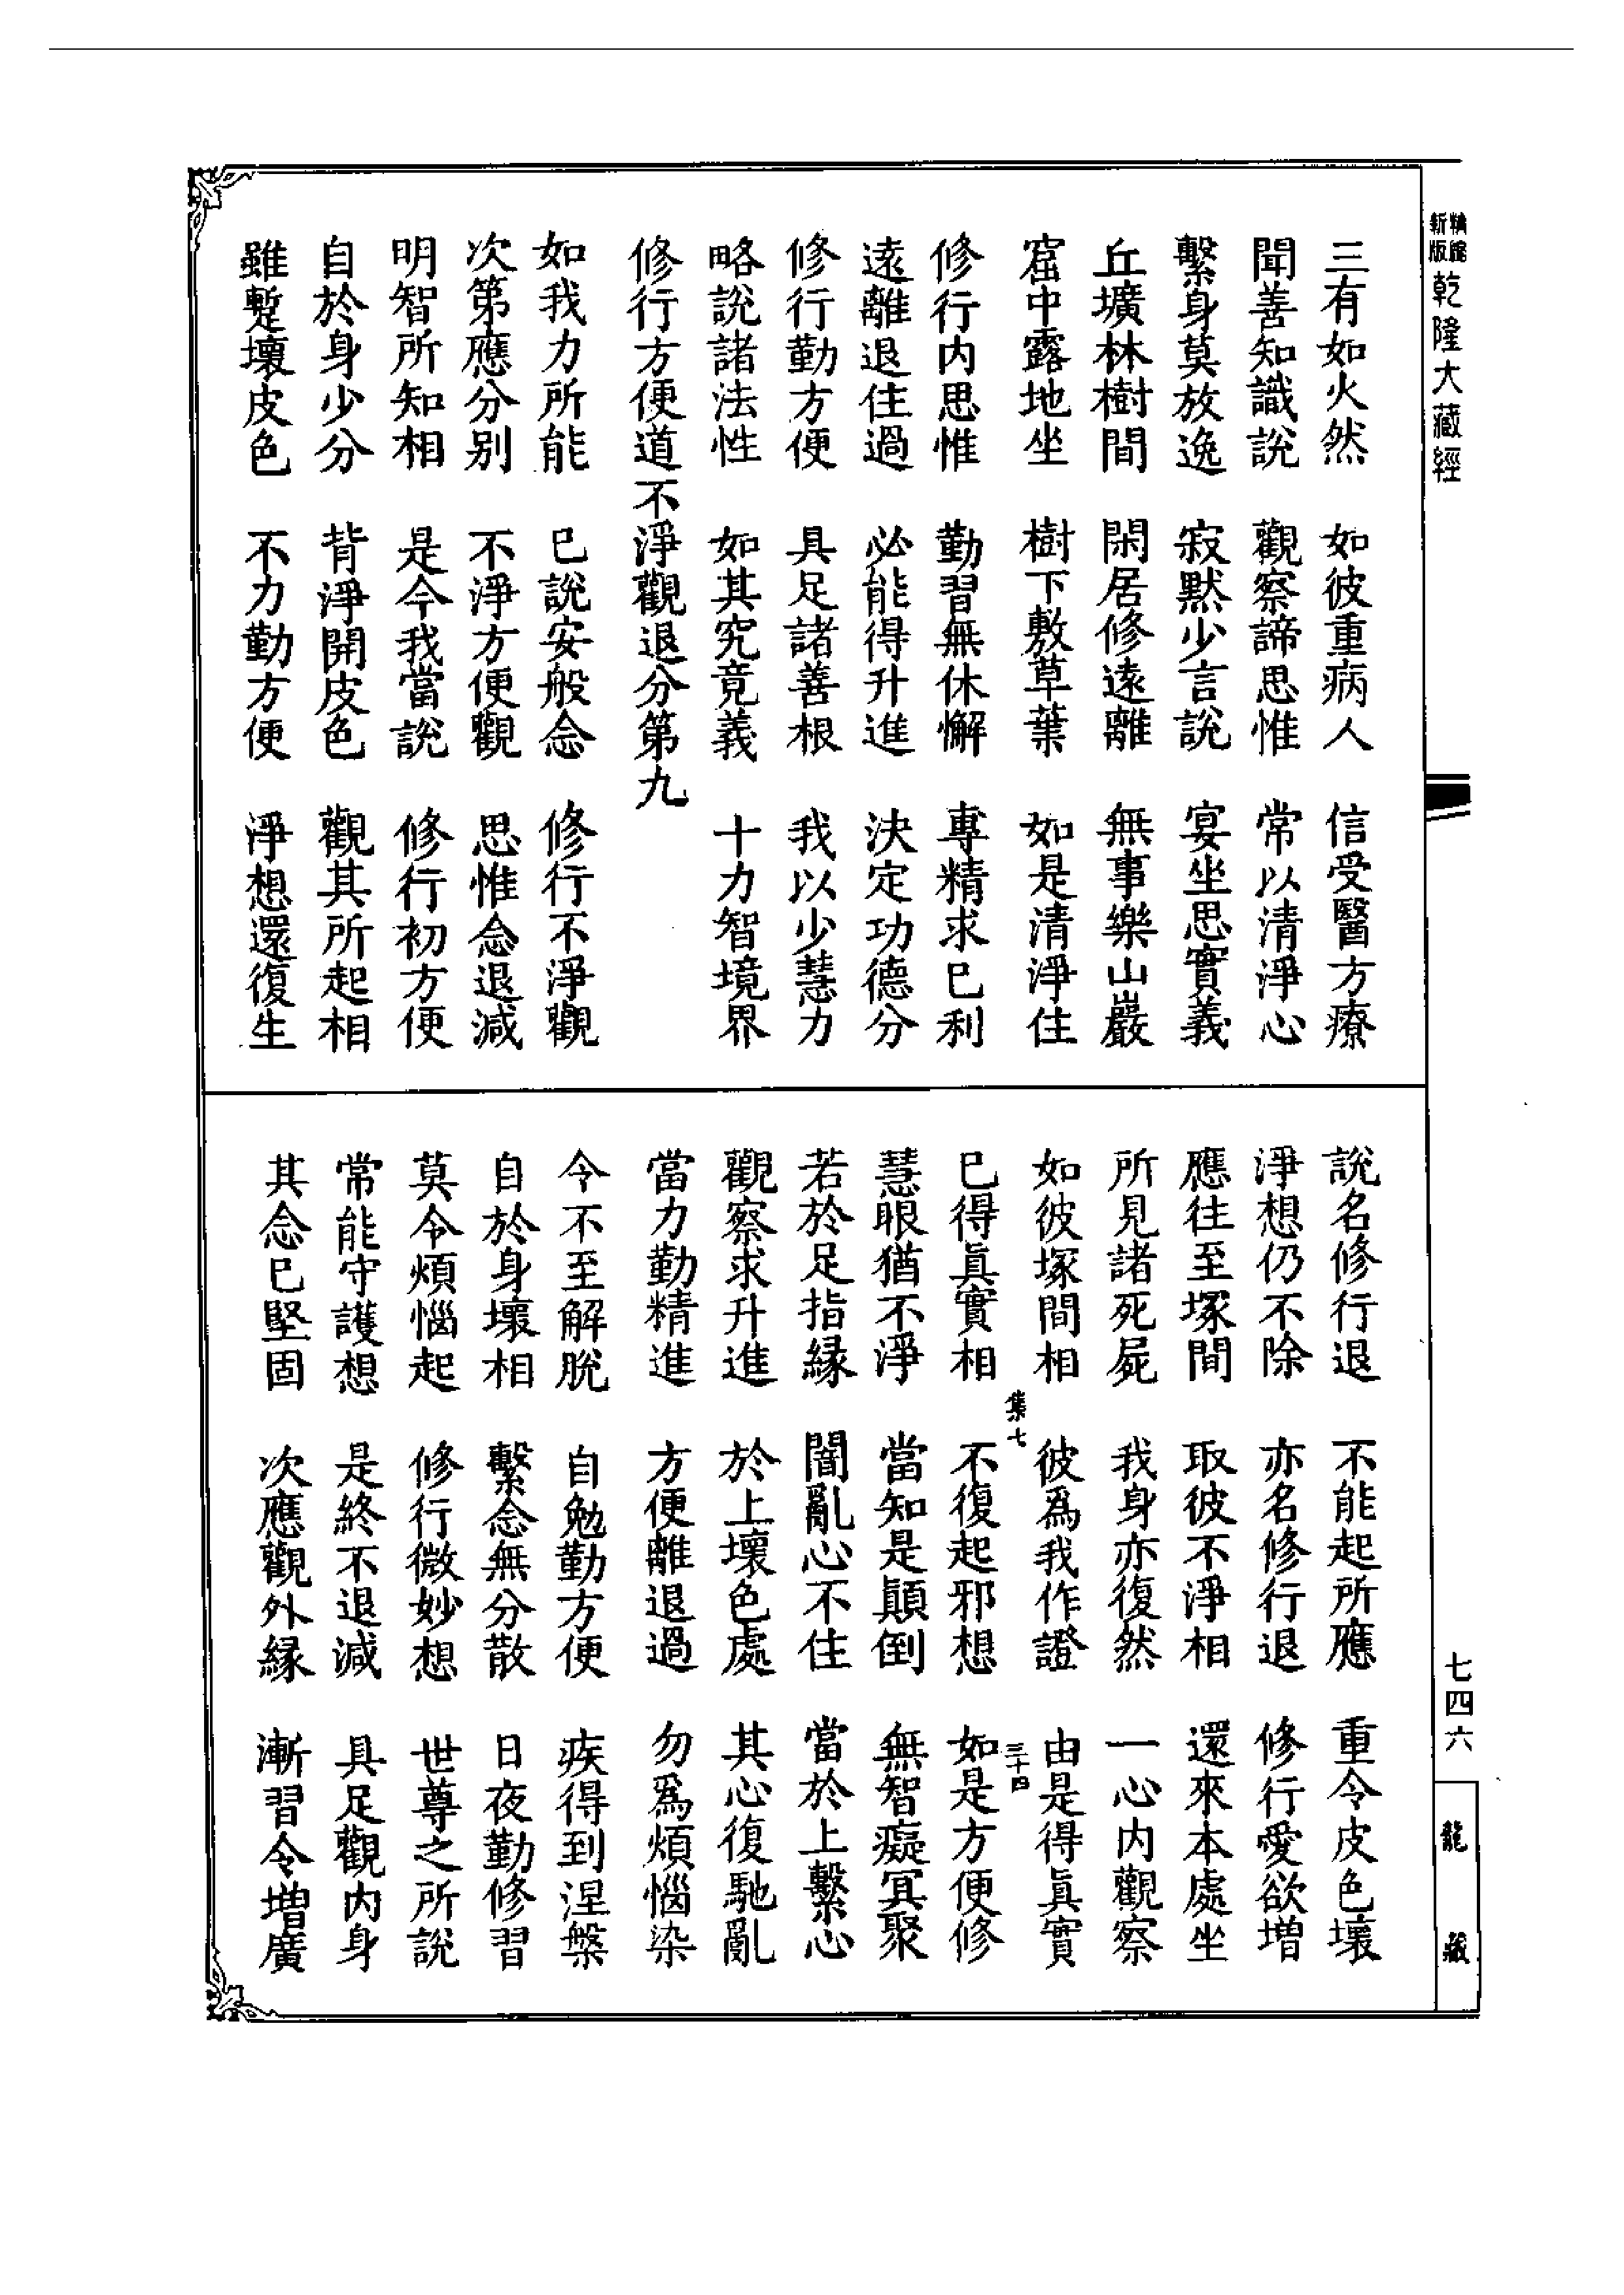 三有如火然　如彼重病人　信受醫方療
聞善知識說　觀察諦思惟　常以清淨心
繫身莫放逸　寂默少言說　宴坐思實義
丘壙林樹間　閑居修遠離　無事樂山巖
窟中露地坐　樹下敷草葉　如是清淨住
修行内思惟　勤習無休懈　專精求已利
遠離退住過　必能得升進　決定功德分
修行勤方便　具足諸善根　我以少慧力
略說諸法性　如其究竟義　十力智境界
修行方便道不淨觀退分第九
如我力所能　已說安般念　修行不淨觀
次第應分别　不淨方便觀　思惟念退減
明智所知相　是今我當說　修行初方便
自於身少分　背淨開皮色　觀其所起相
雖蹔壞皮色　不力勤方便　淨想還復生
說名修行退　不能起所應　重令皮色壞
淨想仍不除　亦名修行退　修行愛欲增
應往至塚間　取彼不淨相　還來本處坐
所見諸死屍　我身亦復然　一心内觀察
如彼塚間相　彼爲我作證　由是得眞實
集七　三十四
已得眞實相　不復起邪想　如是方便修
慧眼猶不淨　當知是顛倒　無智癡冥聚
若於足指緣　闇亂心不住　當於上繫心
觀察求升進　於上壞色處　其心復馳亂
當力勤精進　方便離退過　勿爲煩惱染
令不至解脫　自勉勤方便　疾得到涅槃
自於身壞相　繫念無分散　日夜勤修習
莫令煩惱起　修行微妙想　世尊之所說
常能守護想　是終不退減　具足觀内身
其念已堅固　次應觀外緣　漸習令增廣
新版精縮乾隆大藏經
七四六
龍藏